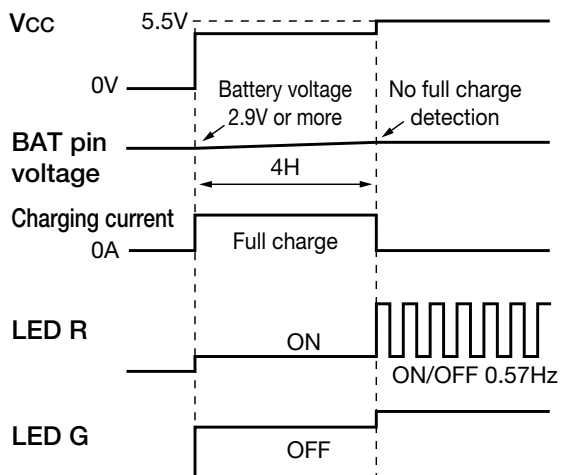 VCC
5.5V
0V
Battery voltage
2.9V or more
No full charge
detection
BAT pin
voltage
4H
Charging current
0A
Full charge
LED R
ON
ON/OFF 0.57Hz
LED G
OFF